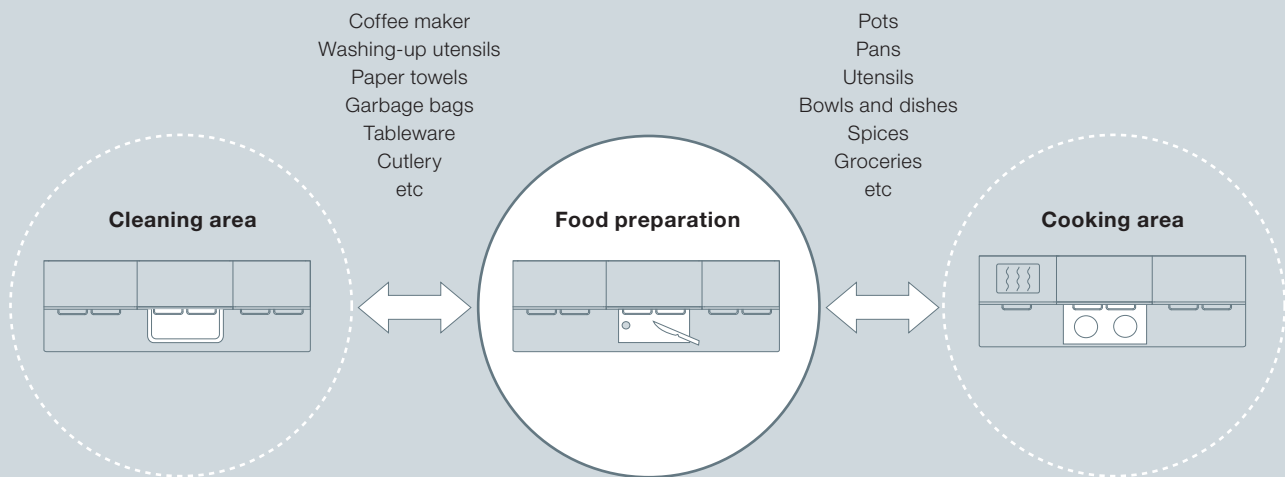 Coffee maker
Washing-up utensils
Paper towels
Garbage bags
Tableware
Cutlery
etc
Pots
Pans
Utensils
Bowls and dishes
Spices
Groceries
etc
Cleaning area
Food preparation
Cooking area